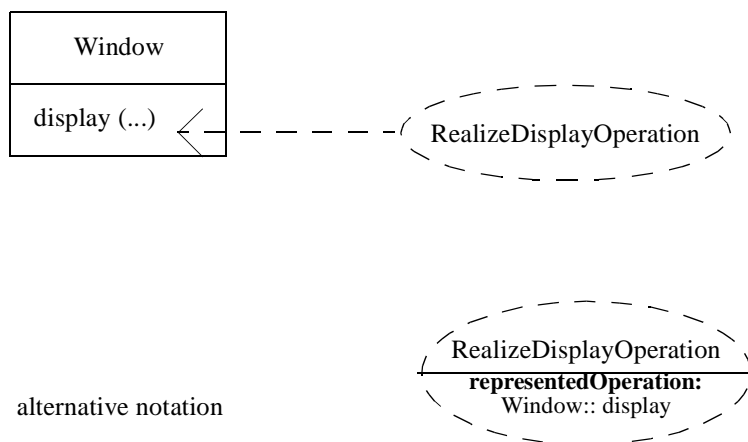 Window
display (...)
RealizeDisplayOperation
RealizeDisplayOperation
representedOperation:
Window:: display
alternative notation